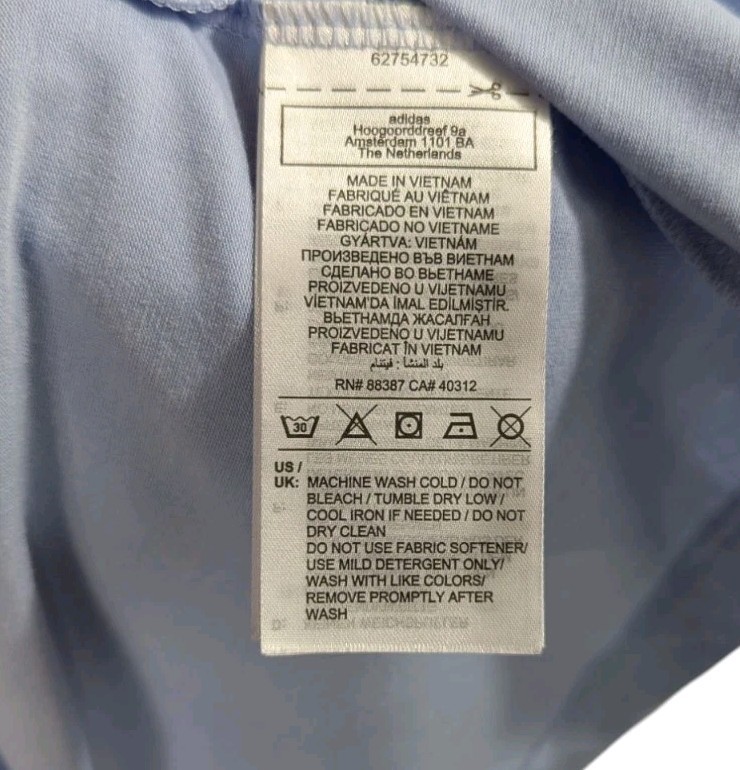 62754732
adidas
Hoogoorddreef 9a
Amsterdam 1101 BA
The Netherlands
MADE IN VIETNAM
FABRIQUÉ AU VIÊTNAM
FABRICADO EN VIETNAM
FABRICADO NO VIETNAME
GYÁRTVA: VIETNÁM
ПРОИЗВЕДЕНО ВЪВ ВИЕТНАМ
СДЕЛАНО ВО ВЬЕТНАМЕ
PROIZVEDENO U VIJETNAMU
VİETNAM'DA İMAL EDİLMİŞTİR.
ВЬЕТНАМДА ЖАСАЛҒАН
PROIZVEDENO U VIJETNAMU
FABRICAT ÎN VIETNAM
بلد المنشأ : فيتنام
RN# 88387 CA# 40312
30
US /
UK: MACHINE WASH COLD / DO NOT
BLEACH / TUMBLE DRY LOW /
COOL IRON IF NEEDED / DO NOT
DRY CLEAN
DO NOT USE FABRIC SOFTENER/
USE MILD DETERGENT ONLY/
WASH WITH LIKE COLORS/
REMOVE PROMPTLY AFTER
WASH